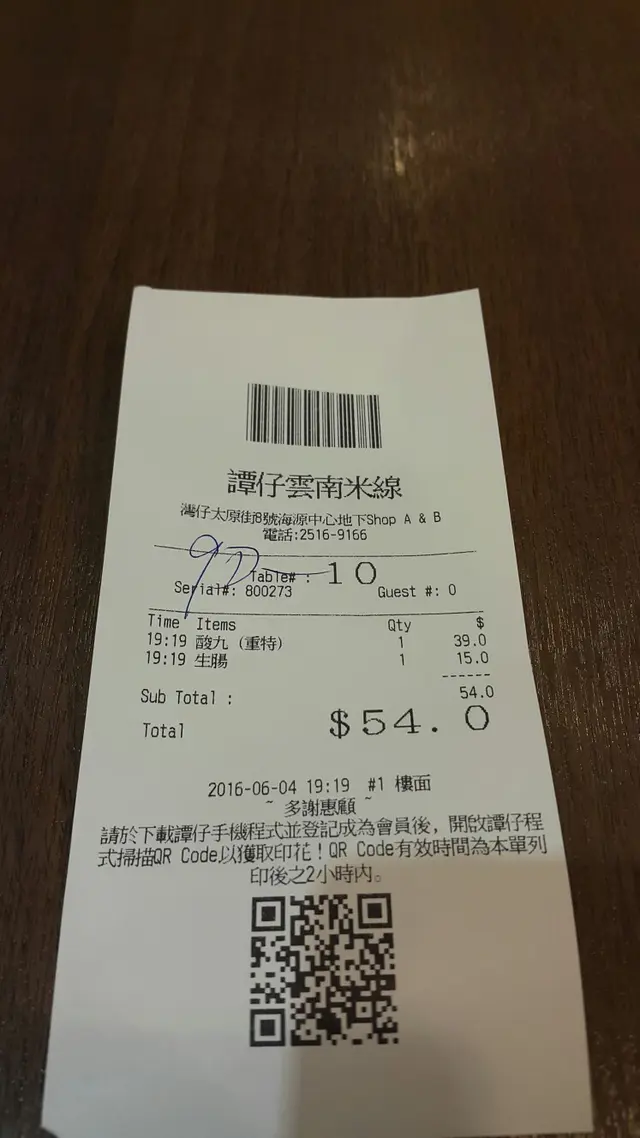 譚仔雲南米線
灣仔太原街8號海源中心地下Shop A & B
電話:2516-9166
Table# : 10
Serial#: 800273 Guest #: 0
Time Items Qty $
19:19 酸九 (重特) 1 39.0
19:19 生腸 1 15.0
------
Sub Total : 54.0
Total $54.0
2016-06-04 19:19 #1 樓面
~ 多謝惠顧 ~
請於下載譚仔手機程式並登記成為會員後, 開啟譚仔程
式掃描QR Code以獲取印花！QR Code有效時間為本單列
印後之2小時內。